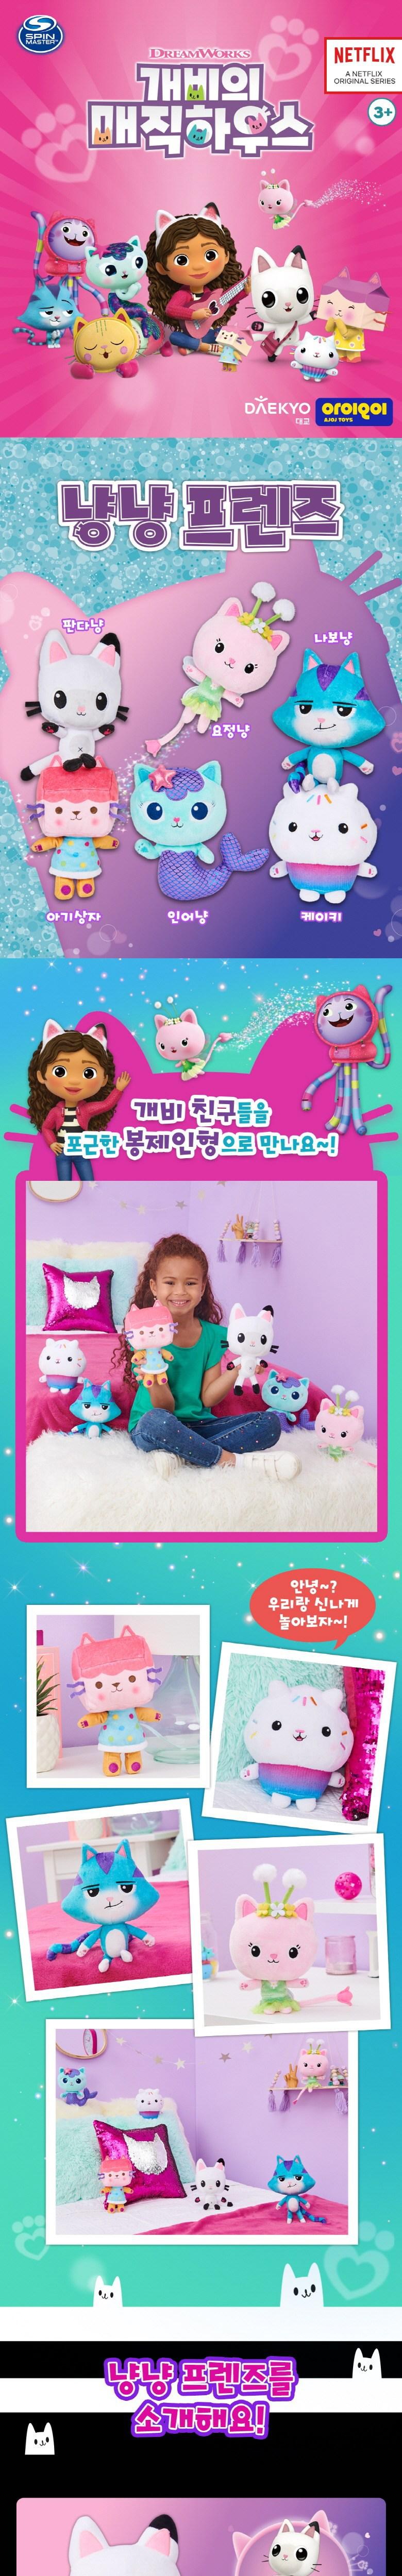 SPIN
MASTER
DREAMWORKS
개비의
매직하우스
NETFLIX
A NETFLIX
ORIGINAL SERIES
3+
DAEKYO
대교
아이아이
AJAJ TOYS
냥냥 프렌즈
판다냥
요정냥
나보냥
아기상자
인어냥
케이키
개비 친구들을
포근한 봉제인형으로 만나요~!
안녕~?
우리랑 신나게
놀아보자~!
냥냥 프렌즈를
소개해요!